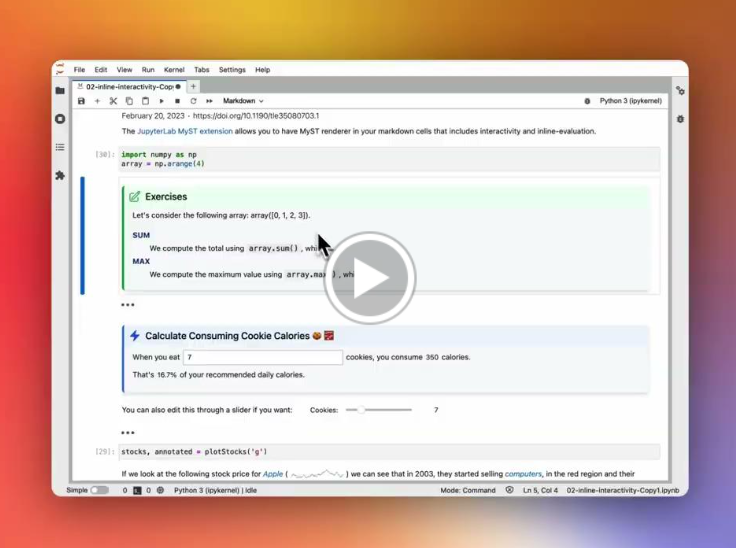 File Edit View Run Kernel Tabs Settings Help
02-inline-interactivity-Cop
Markdown
Python 3 (ipykernel)
February 20, 2023 · https://doi.org/10.1190/tle35080703.1
The JupyterLab MyST extension allows you to have MyST renderer in your markdown cells that includes interactivity and inline-evaluation.
[30]: import numpy as np
array = np.arange(4)
Exercises
Let's consider the following array: array([0, 1, 2, 3]).
SUM
We compute the total using array.sum() ,
MAX
We compute the maximum value using
Calculate Consuming Cookie Calories
When you eat 7 cookies, you consume 350 calories.
That's 16.7% of your recommended daily calories.
You can also edit this through a slider if you want: Cookies: 7
[29]: stocks, annotated = plotStocks('g')
If we look at the following stock price for Apple ( ) we can see that in 2003, they started selling computers, in the red region and their
Simple 0 0 Python 3 (ipykernel) | Idle Mode: Command Ln 5, Col 4 02-inline-interactivity-Copy1.ipynb